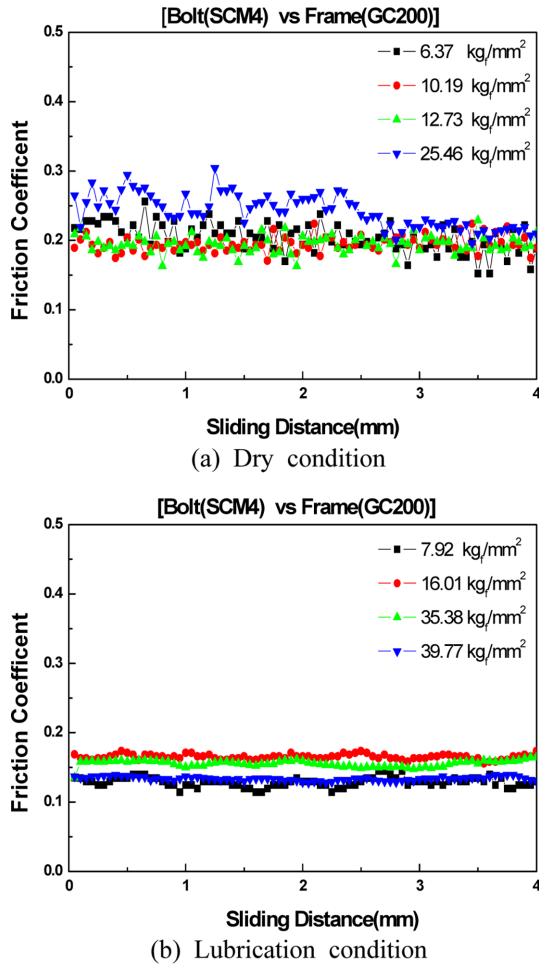 [Bolt(SCM4) vs Frame(GC200)]
0.5
0.4
0.3
0.2
0.1
0.0
Friction Coefficent
6.37 kgf/mm²
10.19 kgf/mm²
12.73 kgf/mm²
25.46 kgf/mm²
0 1 2 3 4
Sliding Distance(mm)
(a) Dry condition
[Bolt(SCM4) vs Frame(GC200)]
0.5
0.4
0.3
0.2
0.1
0.0
Friction Coefficent
7.92 kgf/mm²
16.01 kgf/mm²
35.38 kgf/mm²
39.77 kgf/mm²
0 1 2 3 4
Sliding Distance(mm)
(b) Lubrication condition